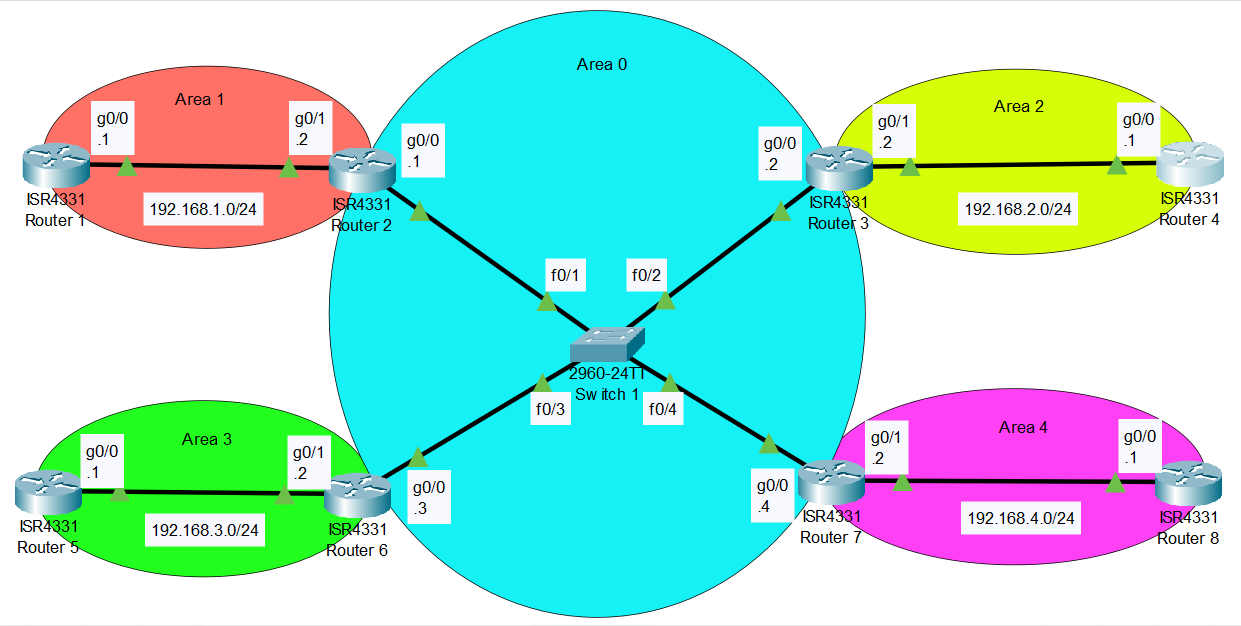 Area 0
Area 1
g0/0
.1
g0/1
.2
ISR4331
Router 1
192.168.1.0/24
ISR4331
Router 2
g0/0
.1
g0/0
.2
Area 2
g0/1
.2
g0/0
.1
ISR4331
Router 3
192.168.2.0/24
ISR4331
Router 4
f0/1
f0/2
2960-24TT
Switch 1
f0/3
f0/4
Area 3
g0/0
.1
g0/1
.2
ISR4331
Router 5
192.168.3.0/24
ISR4331
Router 6
g0/0
.3
g0/0
.4
Area 4
g0/1
.2
g0/0
.1
ISR4331
Router 7
192.168.4.0/24
ISR4331
Router 8